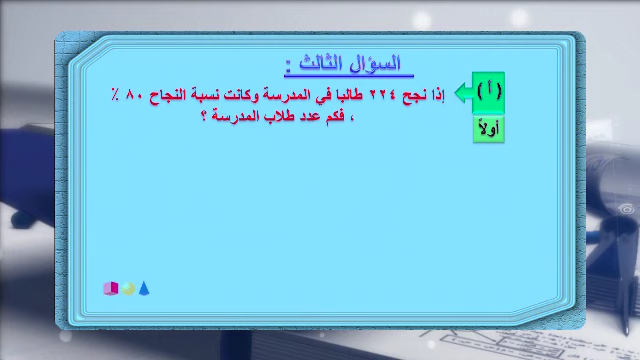 السؤال الثالث :
( أ )
إذا نجح ٢٢٤ طالبا في المدرسة وكانت نسبة النجاح ٨٠ ٪
أولاً
، فكم عدد طلاب المدرسة ؟